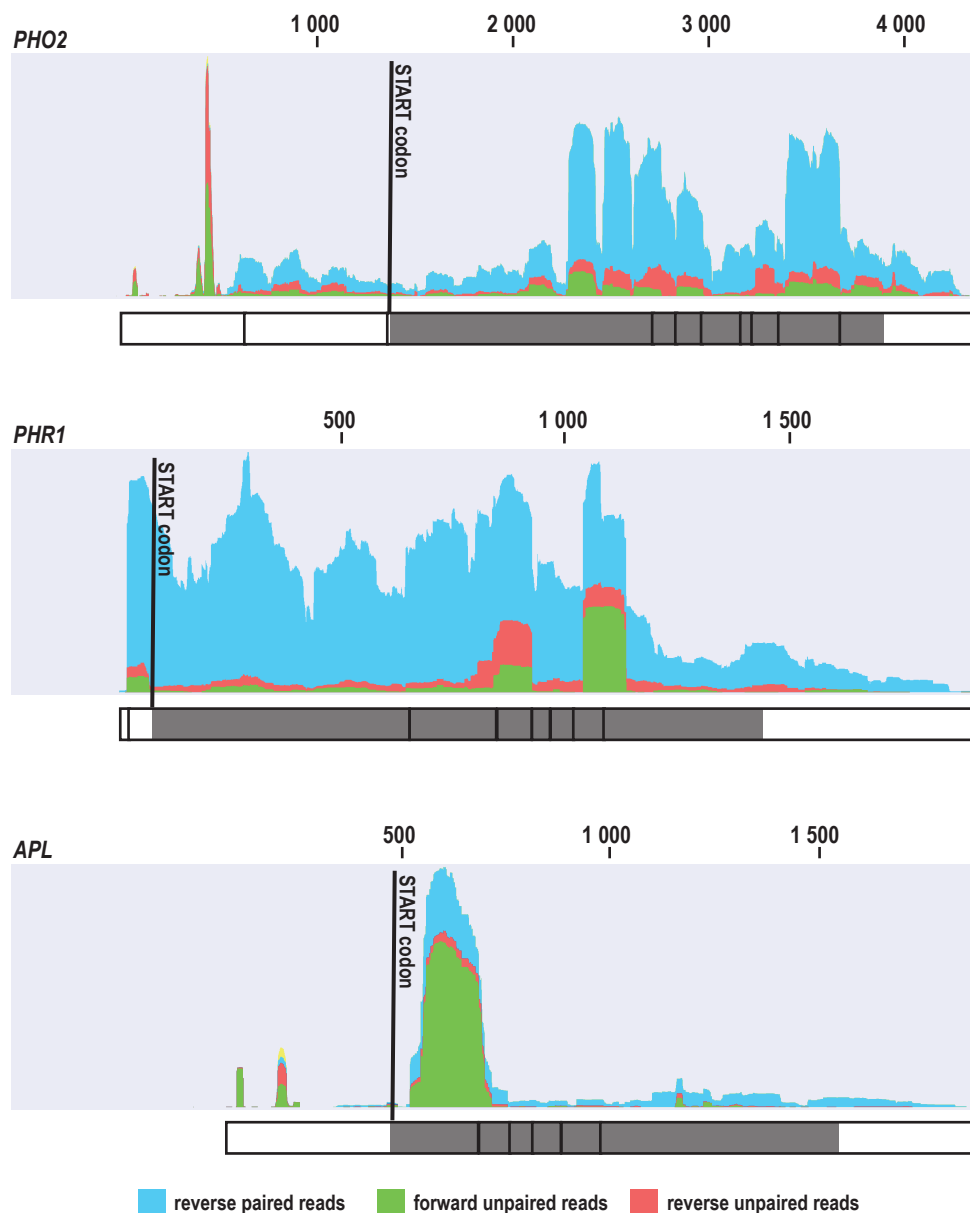 PHO2 1 000 2 000 3 000 4 000
START codon
PHR1 500 1 000 1 500
START codon
APL 500 1 000 1 500
START codon
reverse paired reads forward unpaired reads reverse unpaired reads